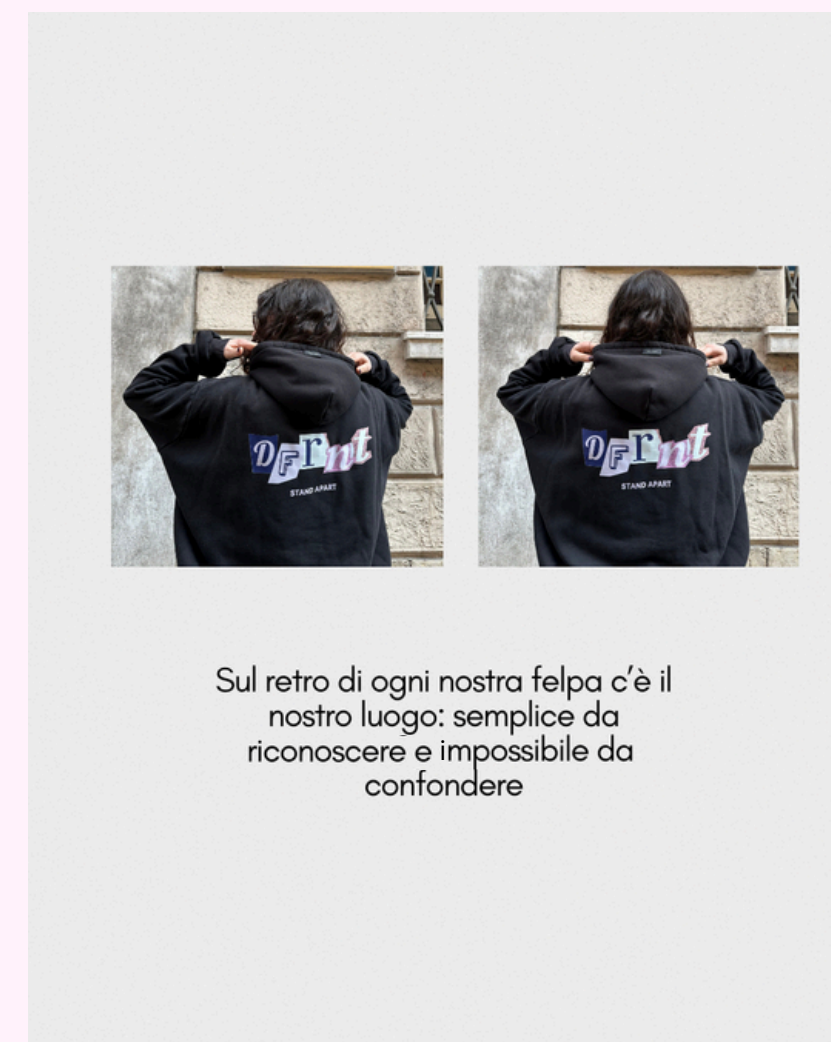 DFrnt
STAND APART
DFrnt
STAND APART
Sul retro di ogni nostra felpa c'è il
nostro luogo: semplice da
riconoscere e impossibile da
confondere